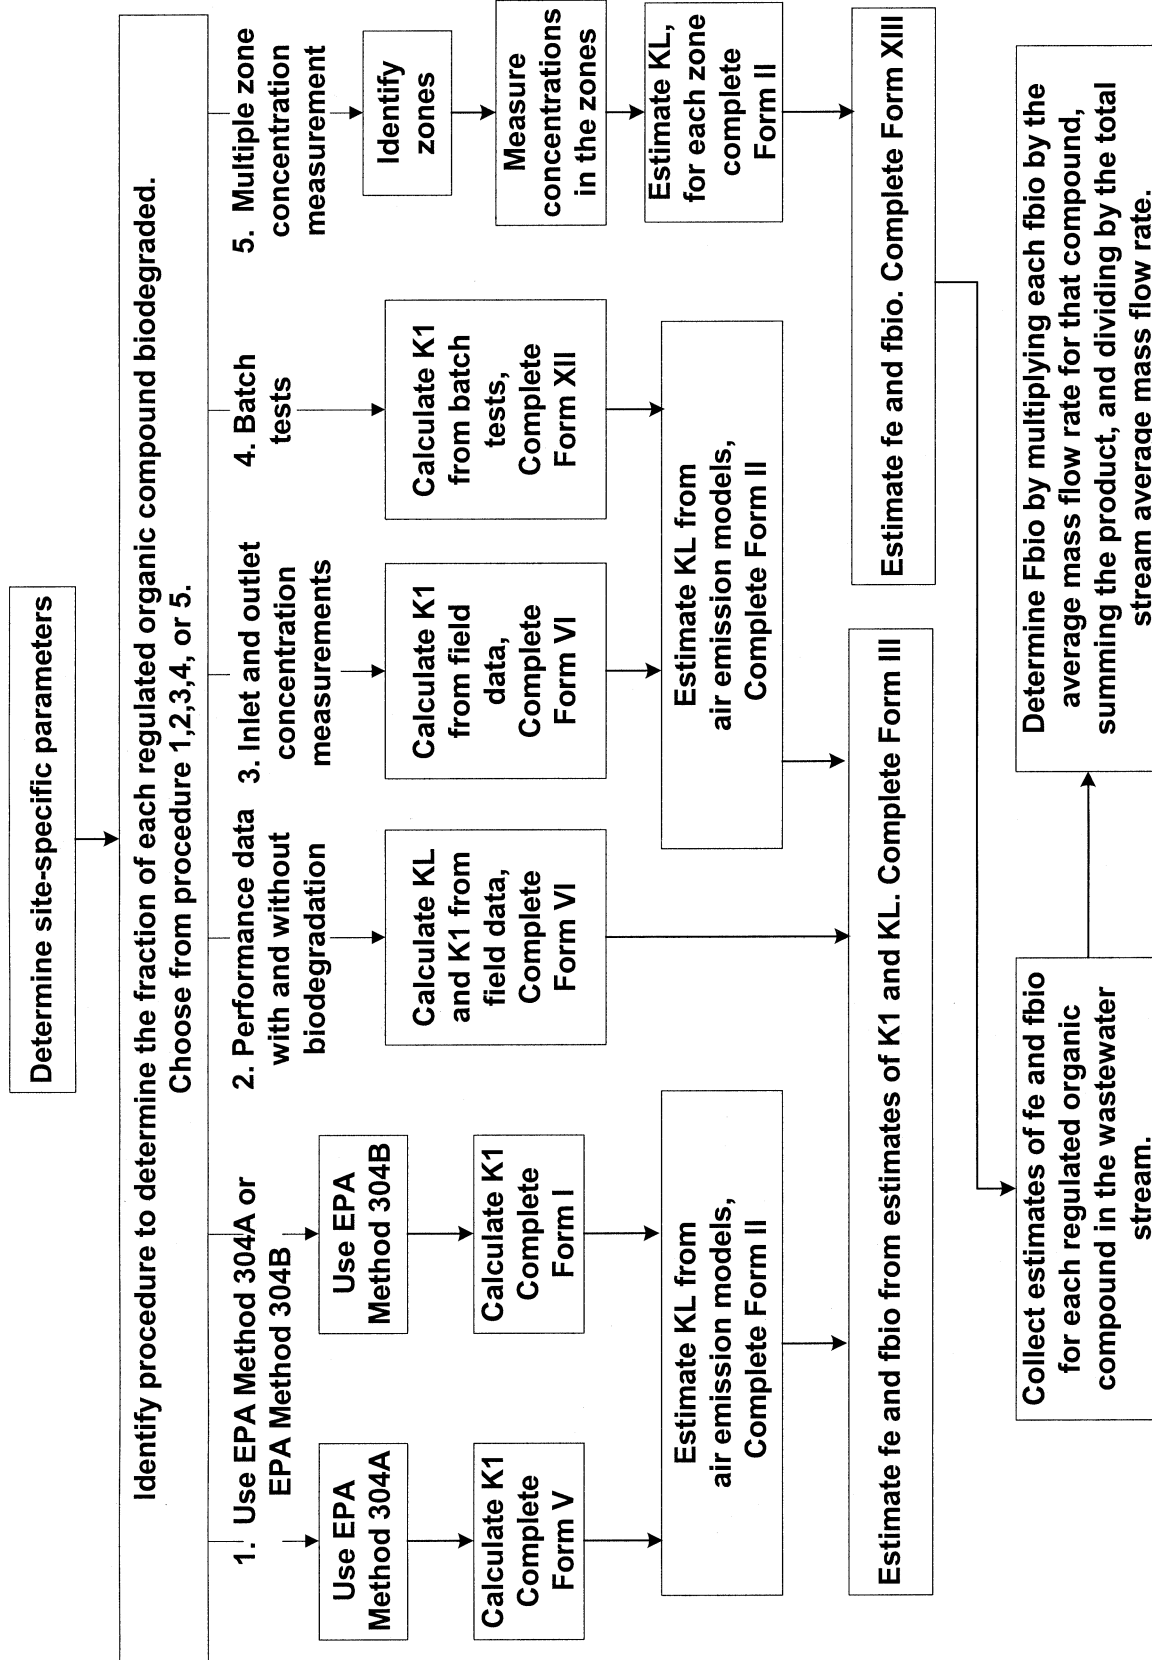 Determine site-specific parameters
Identify procedure to determine the fraction of each regulated organic compound biodegraded.
Choose from procedure 1,2,3,4, or 5.
1. Use EPA Method 304A or
EPA Method 304B
Use EPA
Method 304A
Calculate K1
Complete
Form V
Use EPA
Method 304B
Calculate K1
Complete
Form I
Estimate KL from
air emission models,
Complete Form II
2. Performance data
with and without
biodegradation
Calculate KL
and K1 from
field data,
Complete
Form VI
3. Inlet and outlet
concentration
measurements
Calculate K1
from field
data,
Complete
Form VI
4. Batch
tests
Calculate K1
from batch
tests,
Complete
Form XII
Estimate KL from
air emission models,
Complete Form II
5. Multiple zone
concentration
measurement
Identify
zones
Measure
concentrations
in the zones
Estimate KL,
for each zone
complete
Form II
Estimate fe and fbio from estimates of K1 and KL. Complete Form III
Estimate fe and fbio. Complete Form XIII
Collect estimates of fe and fbio
for each regulated organic
compound in the wastewater
stream.
Determine Fbio by multiplying each fbio by the
average mass flow rate for that compound,
summing the product, and dividing by the total
stream average mass flow rate.